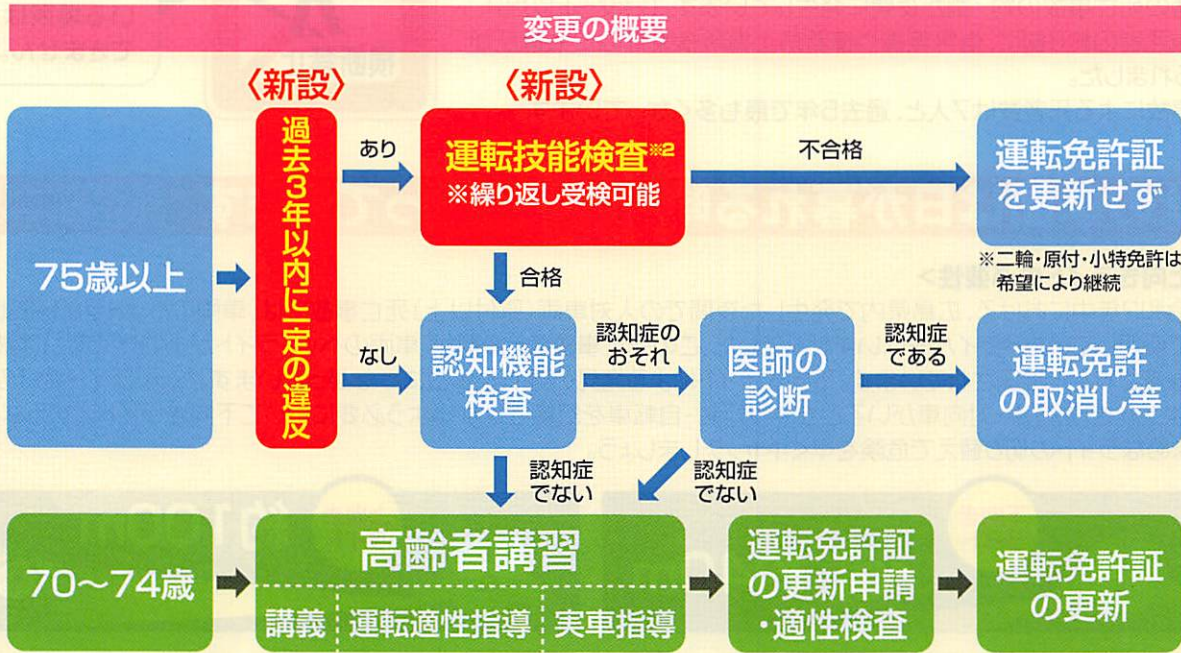 変更の概要
〈新設〉
〈新設〉
75歳以上
過去3年以内に一定の違反
あり
運転技能検査※2
※繰り返し受検可能
不合格
運転免許証
を更新せず
※二輪・原付・小特免許は
希望により継続
合格
なし
認知機能
検査
認知症の
おそれ
医師の
診断
認知症
である
運転免許
の取消し等
認知症
でない
認知症
でない
70〜74歳
高齢者講習
講義
運転適性指導
実車指導
運転免許証
の更新申請
・適性検査
運転免許証
の更新